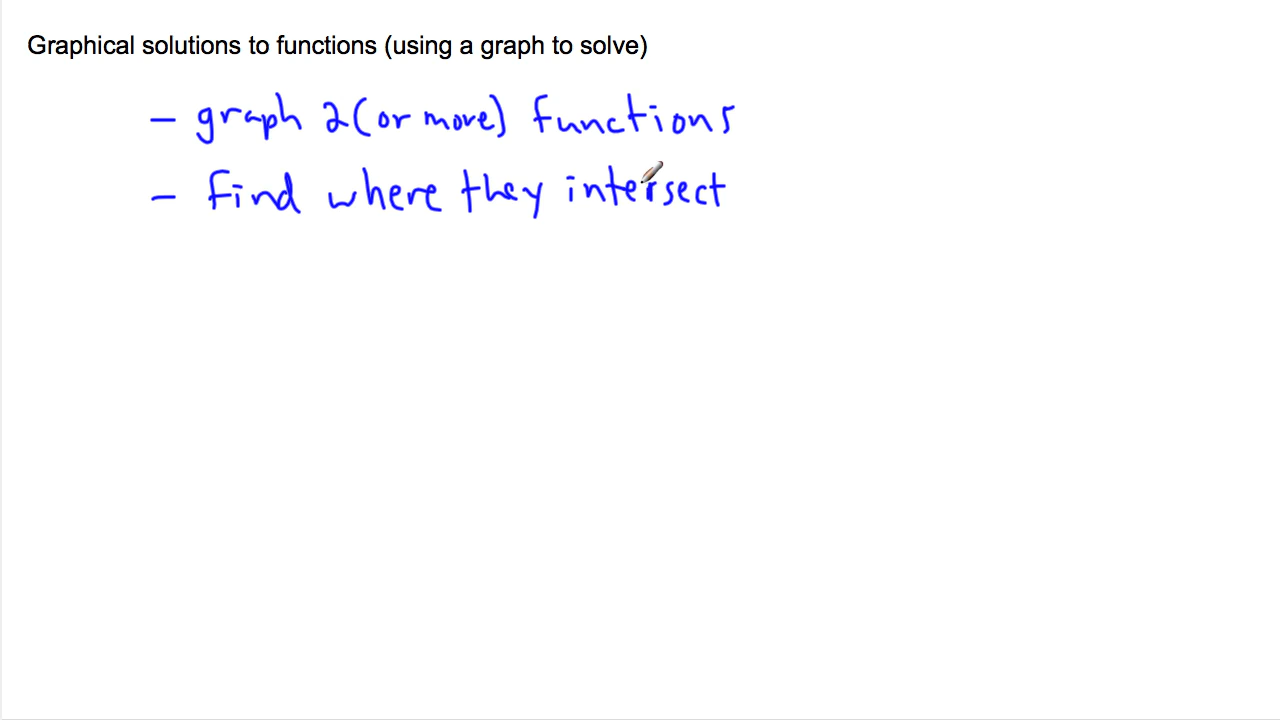 Graphical solutions to functions (using a graph to solve)
- graph 2 (or more) functions
- find where they intersect